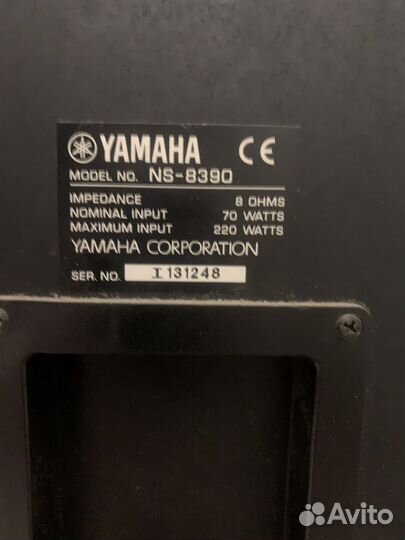 YAMAHA CE
MODEL NO. NS-8390
IMPEDANCE 8 OHMS
NOMINAL INPUT 70 WATTS
MAXIMUM INPUT 220 WATTS
YAMAHA CORPORATION
SER. NO. I 131248
Avito